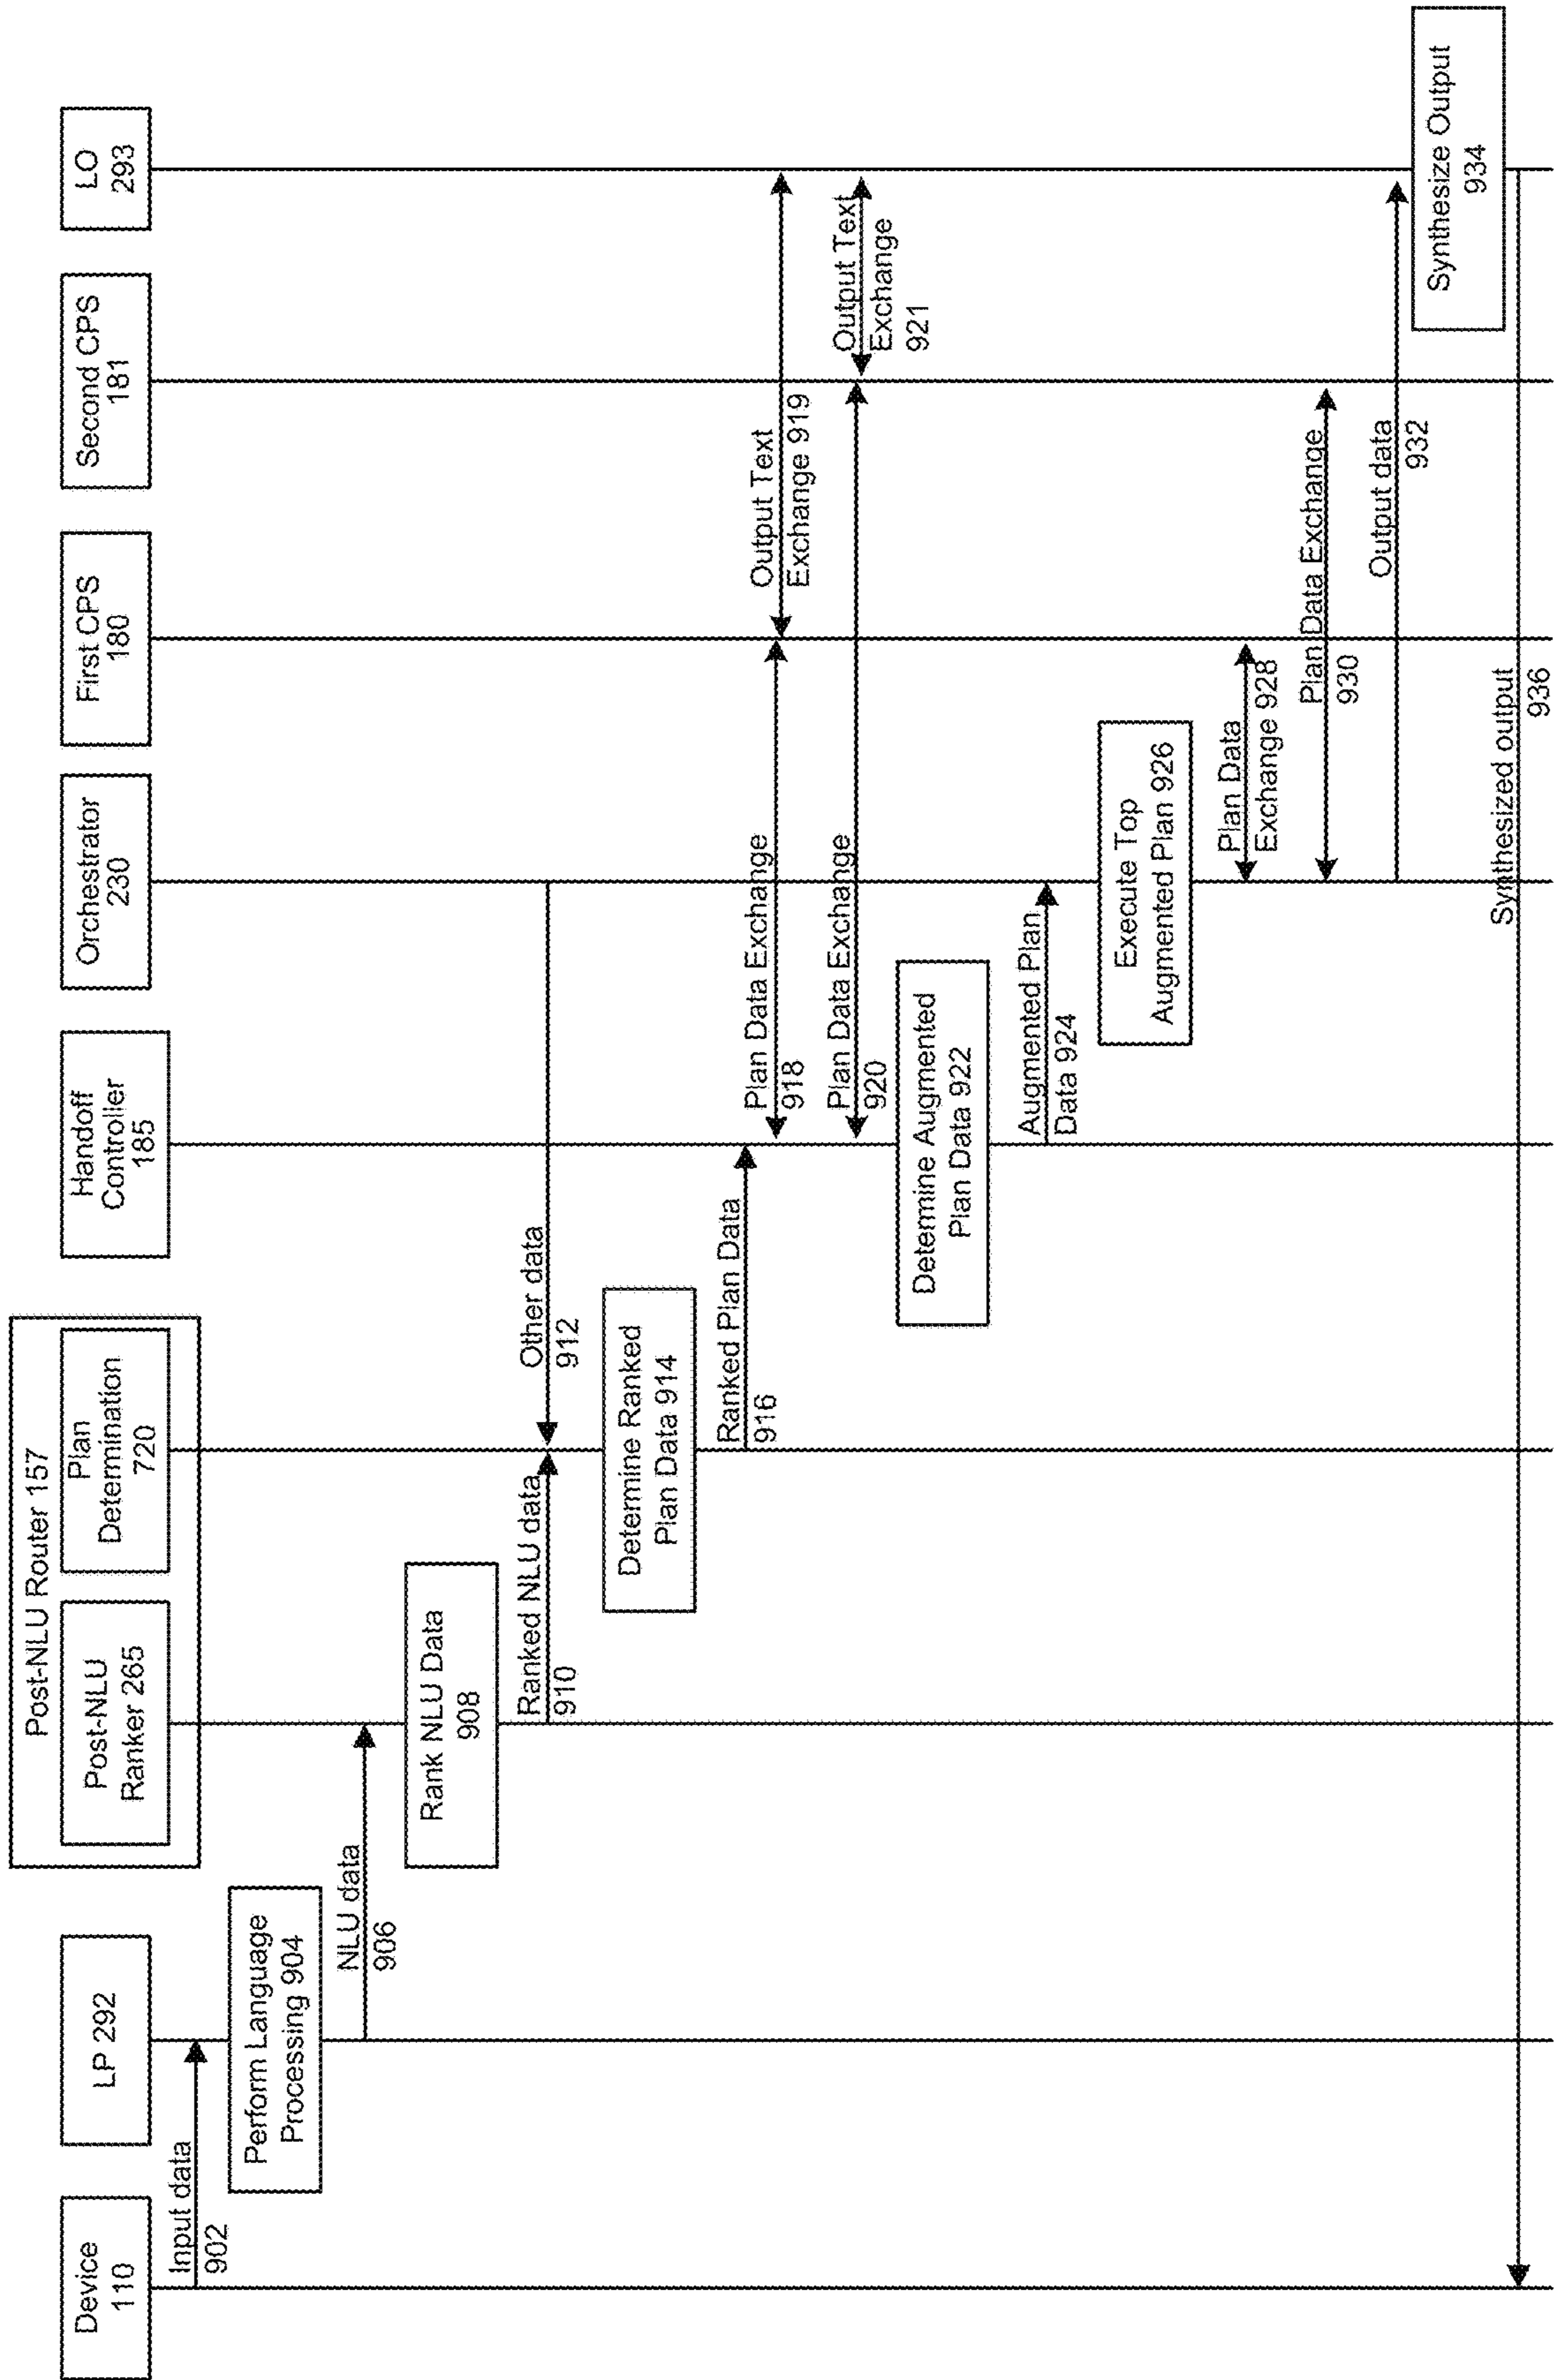 Device
110
LP 292
Post-NLU Router 157
Post-NLU
Ranker 265
Plan
Determination
720
Handoff
Controller
185
Orchestrator
230
First CPS
180
Second CPS
181
LO
293
Input data
902
Perform Language
Processing 904
NLU data
906
Rank NLU Data
908
Ranked NLU data
910
Other data
912
Determine Ranked
Plan Data 914
Ranked Plan Data
916
Plan Data Exchange
918
Output Text
Exchange 919
Plan Data Exchange
920
Output Text
Exchange
921
Determine Augmented
Plan Data 922
Augmented Plan
Data 924
Execute Top
Augmented Plan 926
Plan Data
Exchange 928
Plan Data Exchange
930
Output data
932
Synthesize Output
934
Synthesized output
936